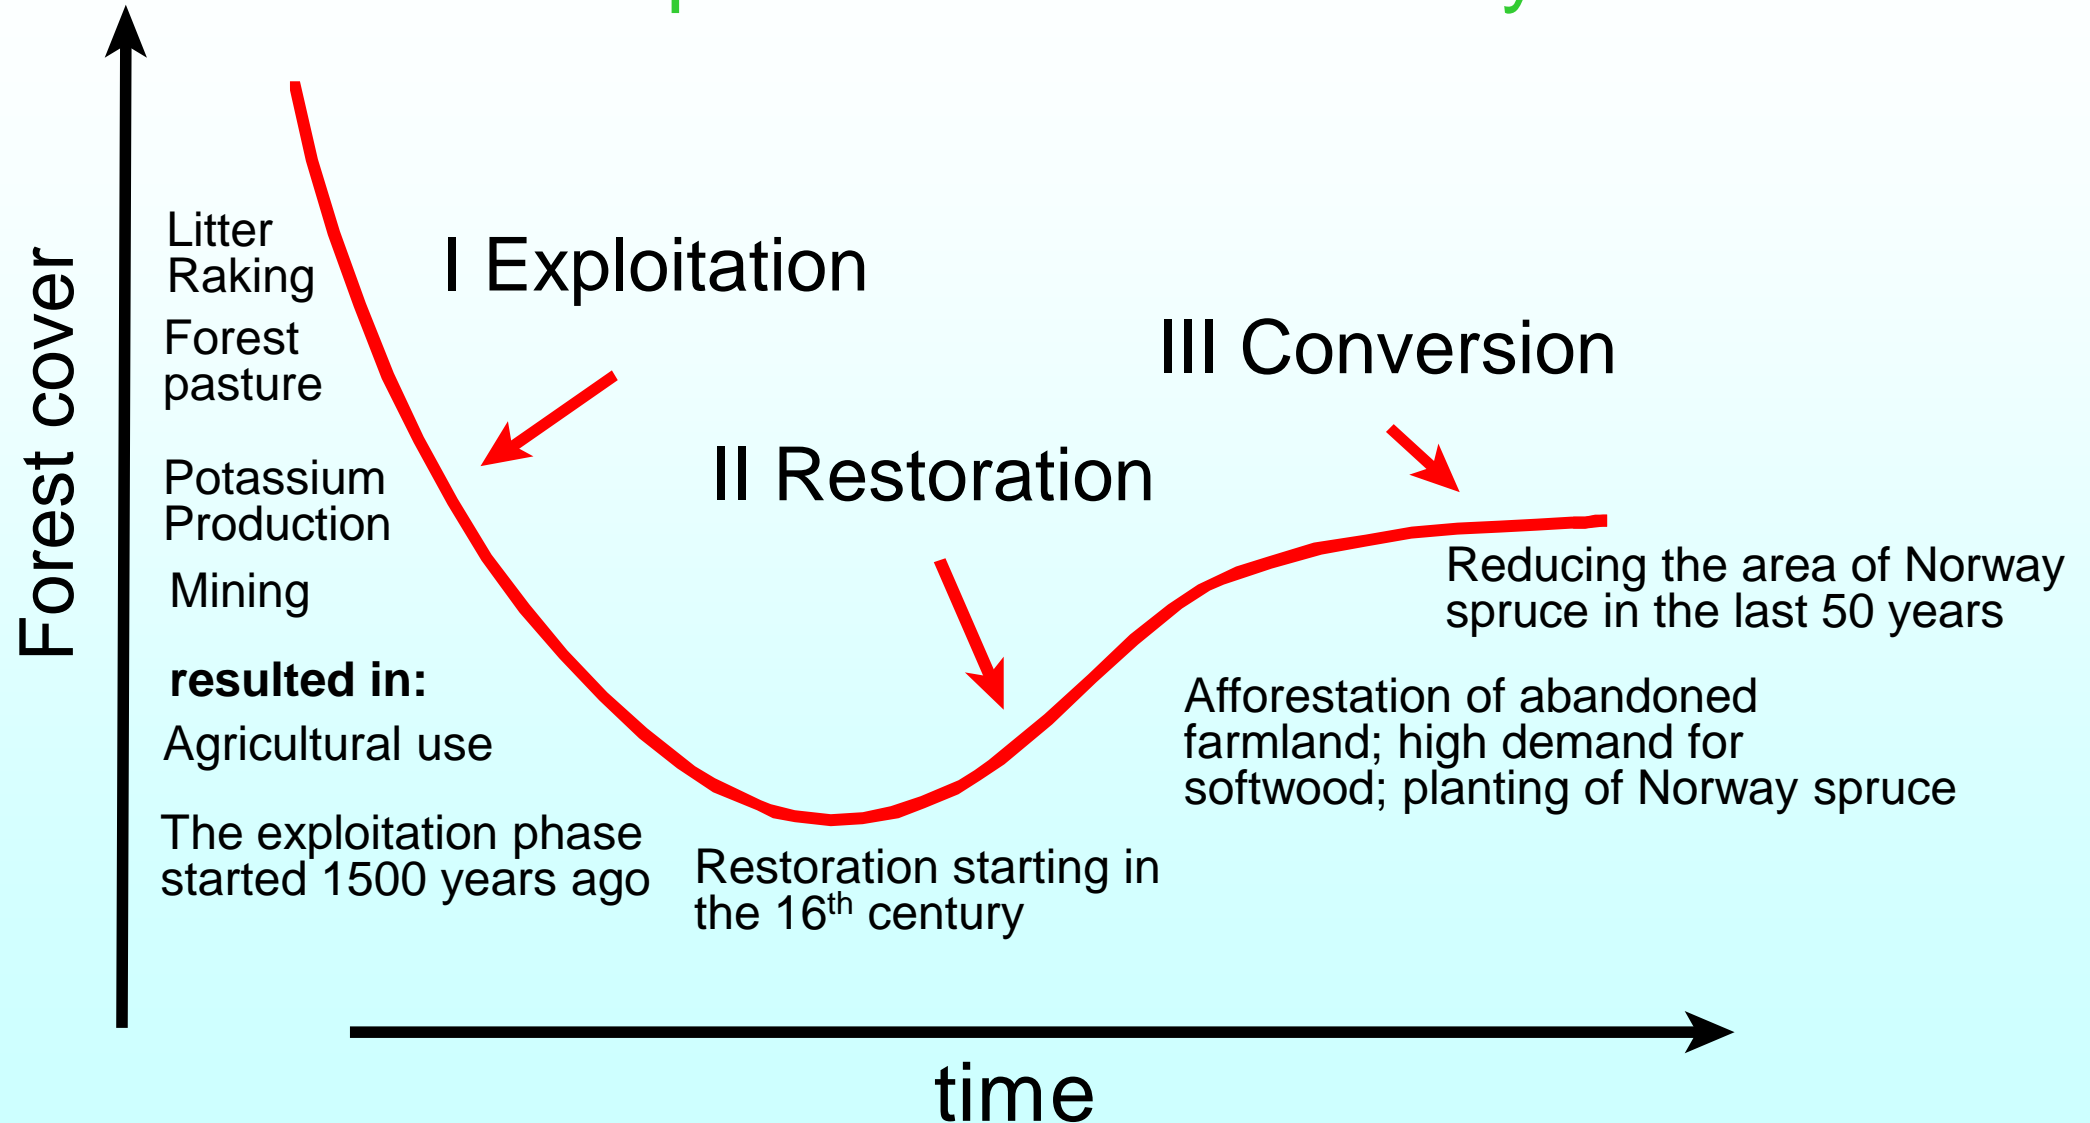 Forest cover
Litter
Raking
Forest
pasture
Potassium
Production
Mining
resulted in:
Agricultural use
The exploitation phase
started 1500 years ago
I Exploitation
II Restoration
Restoration starting in
the 16th century
III Conversion
Reducing the area of Norway
spruce in the last 50 years
Afforestation of abandoned
farmland; high demand for
softwood; planting of Norway spruce
time